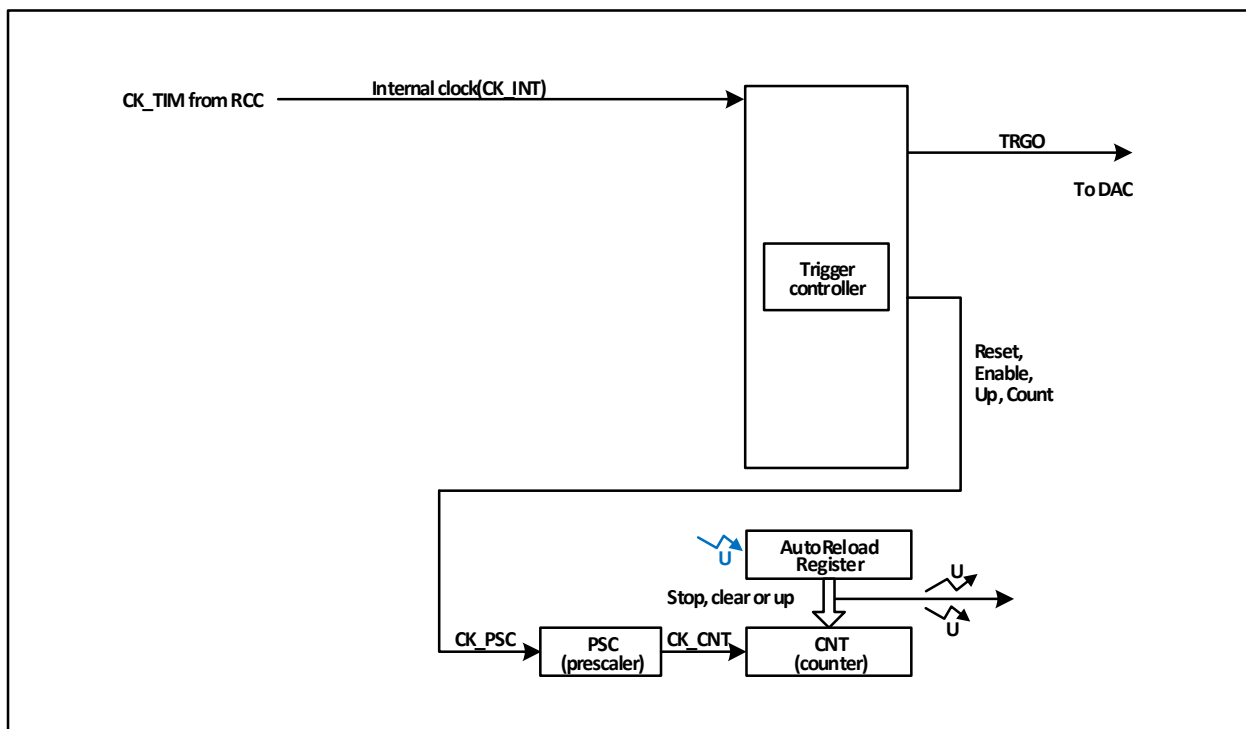 Internal clock(CK_INT)
CK_TIM from RCC
TRGO
To DAC
Trigger
controller
Reset,
Enable,
Up, Count
AutoReload
Register
U
U
Stop, clear or up
U
CK_PSC
PSC
(prescaler)
CK_CNT
CNT
(counter)